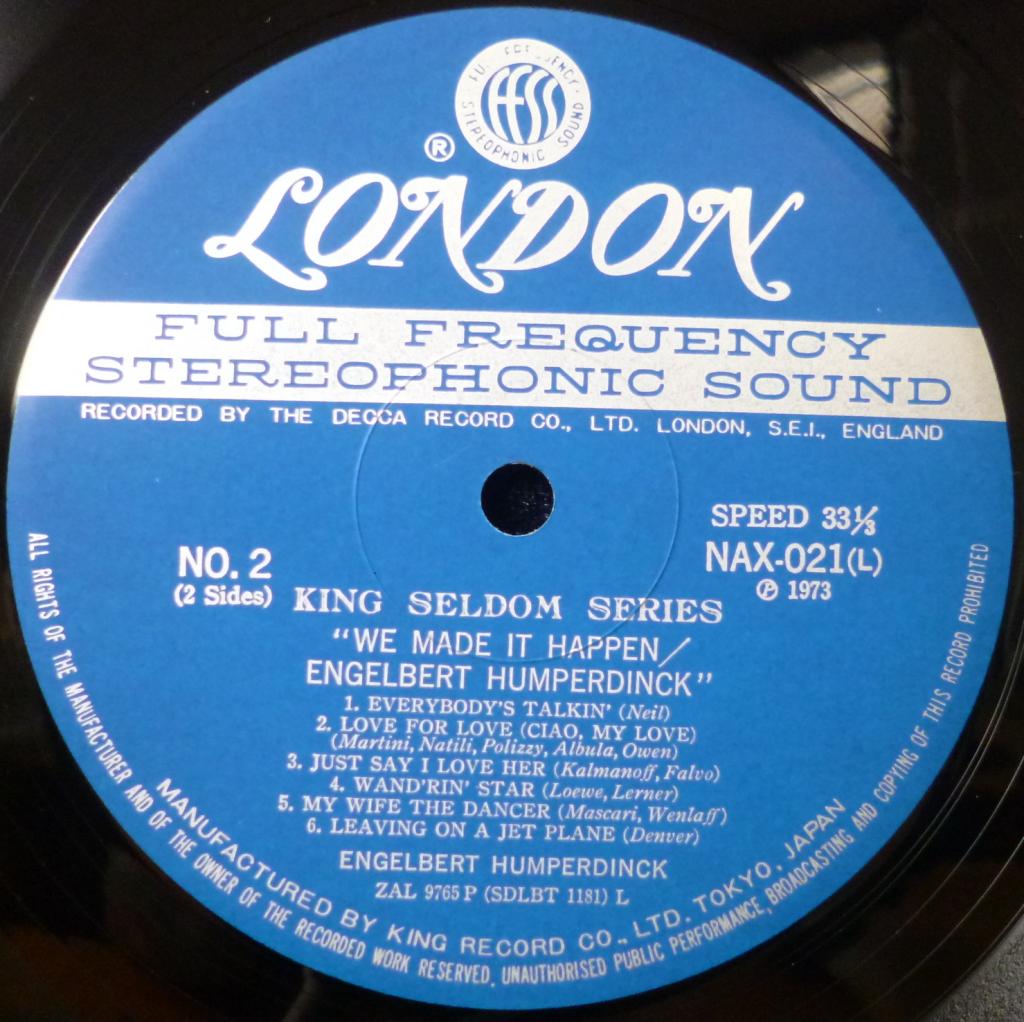 FULL FREQUENCY
STEREOPHONIC SOUND
FFSS
®
LONDON
FULL FREQUENCY
STEREOPHONIC SOUND
RECORDED BY THE DECCA RECORD CO., LTD. LONDON, S.E.I., ENGLAND
SPEED 33⅓
NO. 2
NAX-021(L)
(2 Sides)
℗ 1973
KING SELDOM SERIES
“WE MADE IT HAPPEN/
ENGELBERT HUMPERDINCK”
1. EVERYBODY'S TALKIN' (Neil)
2. LOVE FOR LOVE (CIAO, MY LOVE)
(Martini, Natili, Polizzy, Albula, Owen)
3. JUST SAY I LOVE HER (Kalmanoff, Falvo)
4. WAND'RIN' STAR (Loewe, Lerner)
5. MY WIFE THE DANCER (Mascari, Wenlaff)
6. LEAVING ON A JET PLANE (Denver)
ENGELBERT HUMPERDINCK
ZAL 9765 P (SDLBT 1181) L
MANUFACTURED BY KING RECORD CO., LTD. TOKYO, JAPAN
ALL RIGHTS OF THE MANUFACTURER AND OF THE OWNER OF THE RECORDED WORK RESERVED. UNAUTHORISED PUBLIC PERFORMANCE, BROADCASTING AND COPYING OF THIS RECORD PROHIBITED